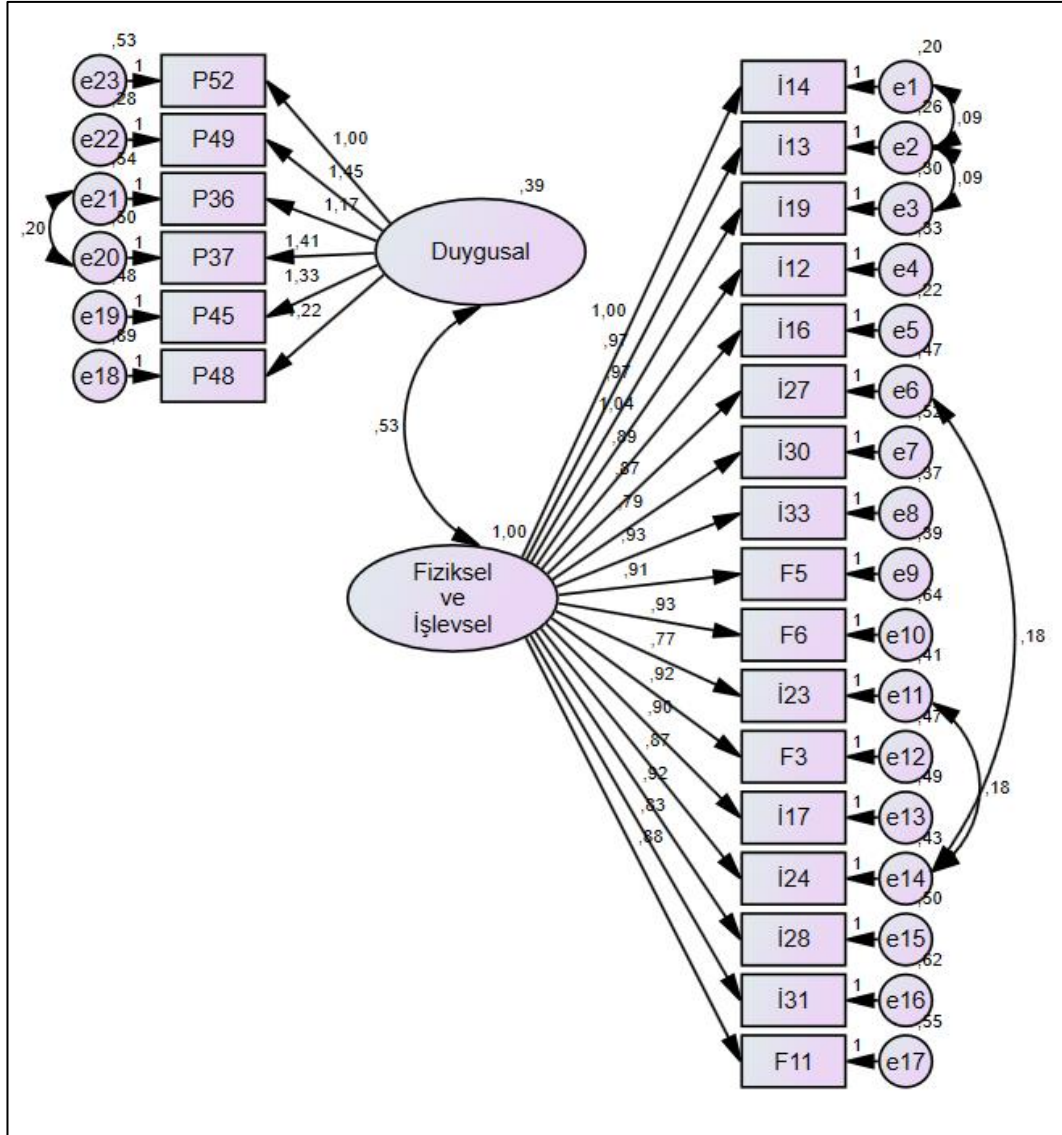 ,53
e23 1 P52
,28
e22 1 P49
,54
e21 1 P36
,50
e20 1 P37
,48
e19 1 P45
,89
e18 1 P48
,20
1,00
1,45
1,17
1,41
1,33
1,22
,39
Duygusal
,53
1,00
Fiziksel
ve
İşlevsel
1,00
,97
,97
1,04
,89
,87
,79
,93
,91
,93
,77
,92
,90
,87
,92
,83
,88
,20
İ14 1 e1
,26
İ13 1 e2
,30
İ19 1 e3
,33
İ12 1 e4
,22
İ16 1 e5
,47
İ27 1 e6
,52
İ30 1 e7
,37
İ33 1 e8
,39
F5 1 e9
,64
F6 1 e10
,41
İ23 1 e11
,47
F3 1 e12
,49
İ17 1 e13
,43
İ24 1 e14
,50
İ28 1 e15
,62
İ31 1 e16
,55
F11 1 e17
,09
,09
,18
,18